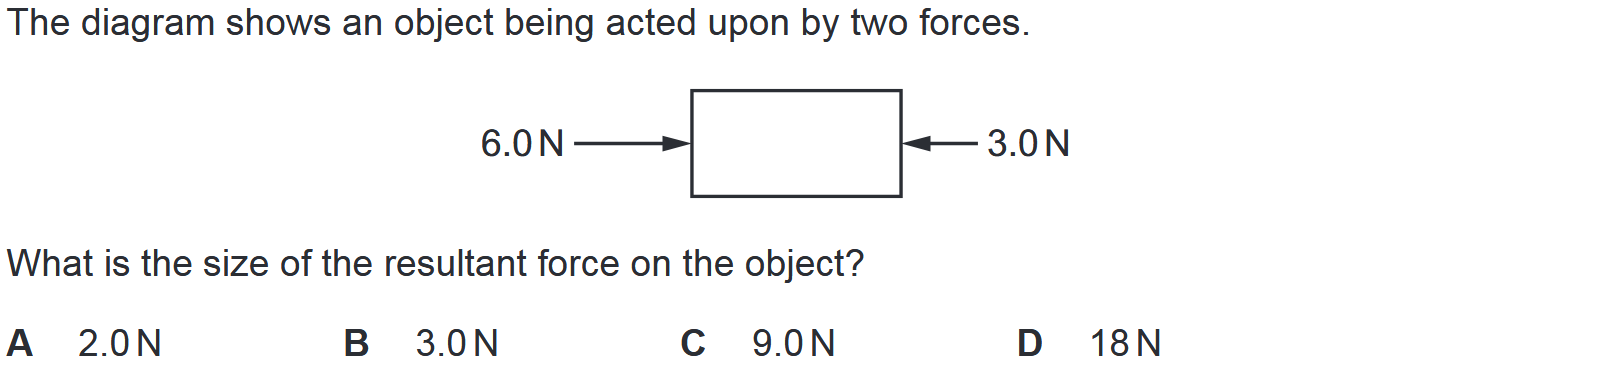 The diagram shows an object being acted upon by two forces.
6.0 N 3.0 N
What is the size of the resultant force on the object?
A 2.0 N B 3.0 N C 9.0 N D 18 N